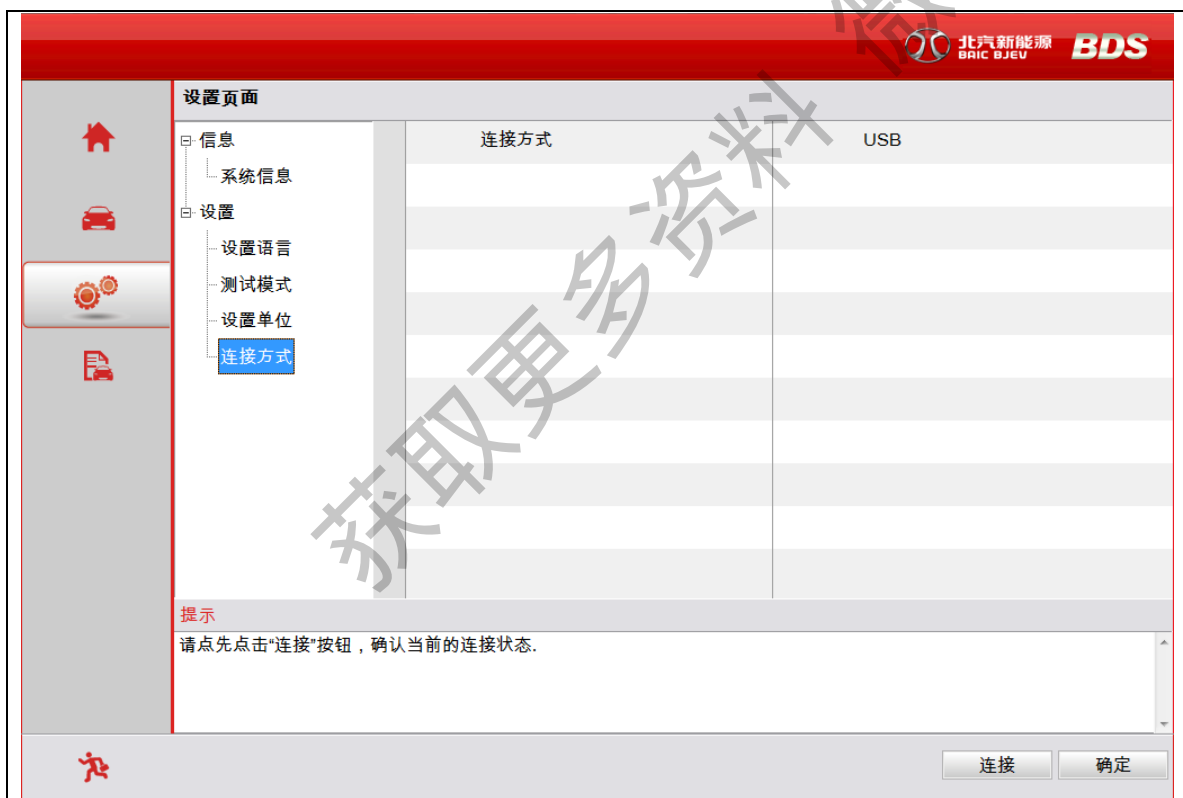 北汽新能源
BAIC BJEV
BDS
设置页面
信息
系统信息
设置
设置语言
测试模式
设置单位
连接方式
连接方式 USB
提示
请点先点击“连接”按钮，确认当前的连接状态.
连接 确定
获取更多资料 微